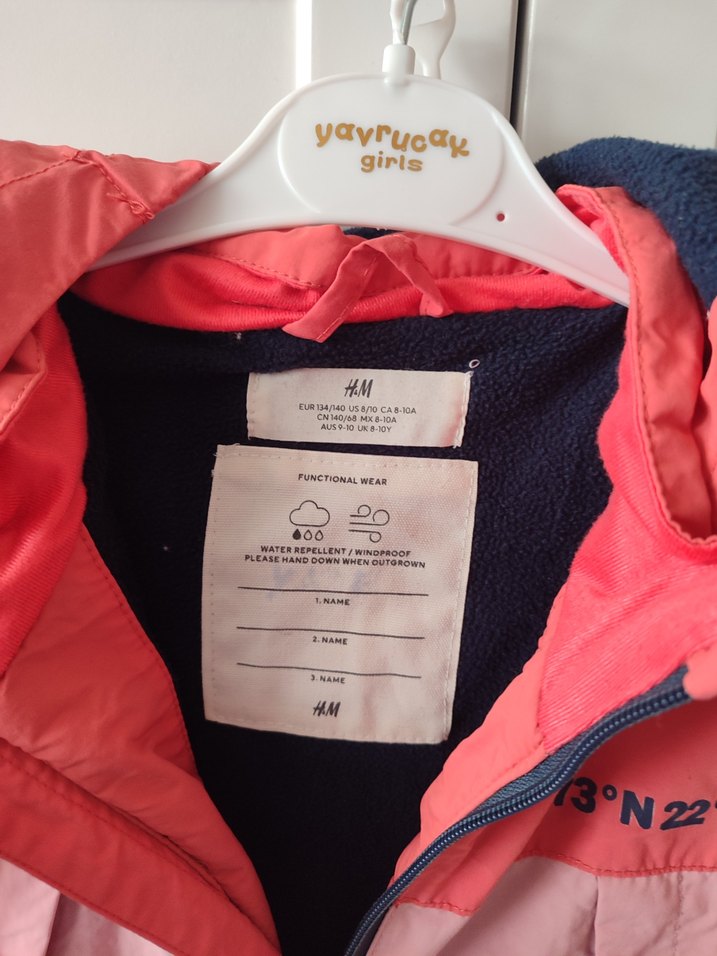 yavrucak
girls
H&M
EUR 134/140 US 8/10 CA 8-10A
CN 140/68 MX 8-10A
AUS 9-10 UK 8-10Y
FUNCTIONAL WEAR
WATER REPELLENT / WINDPROOF
PLEASE HAND DOWN WHEN OUTGROWN
1. NAME
2. NAME
3. NAME
H&M
3°N 22°